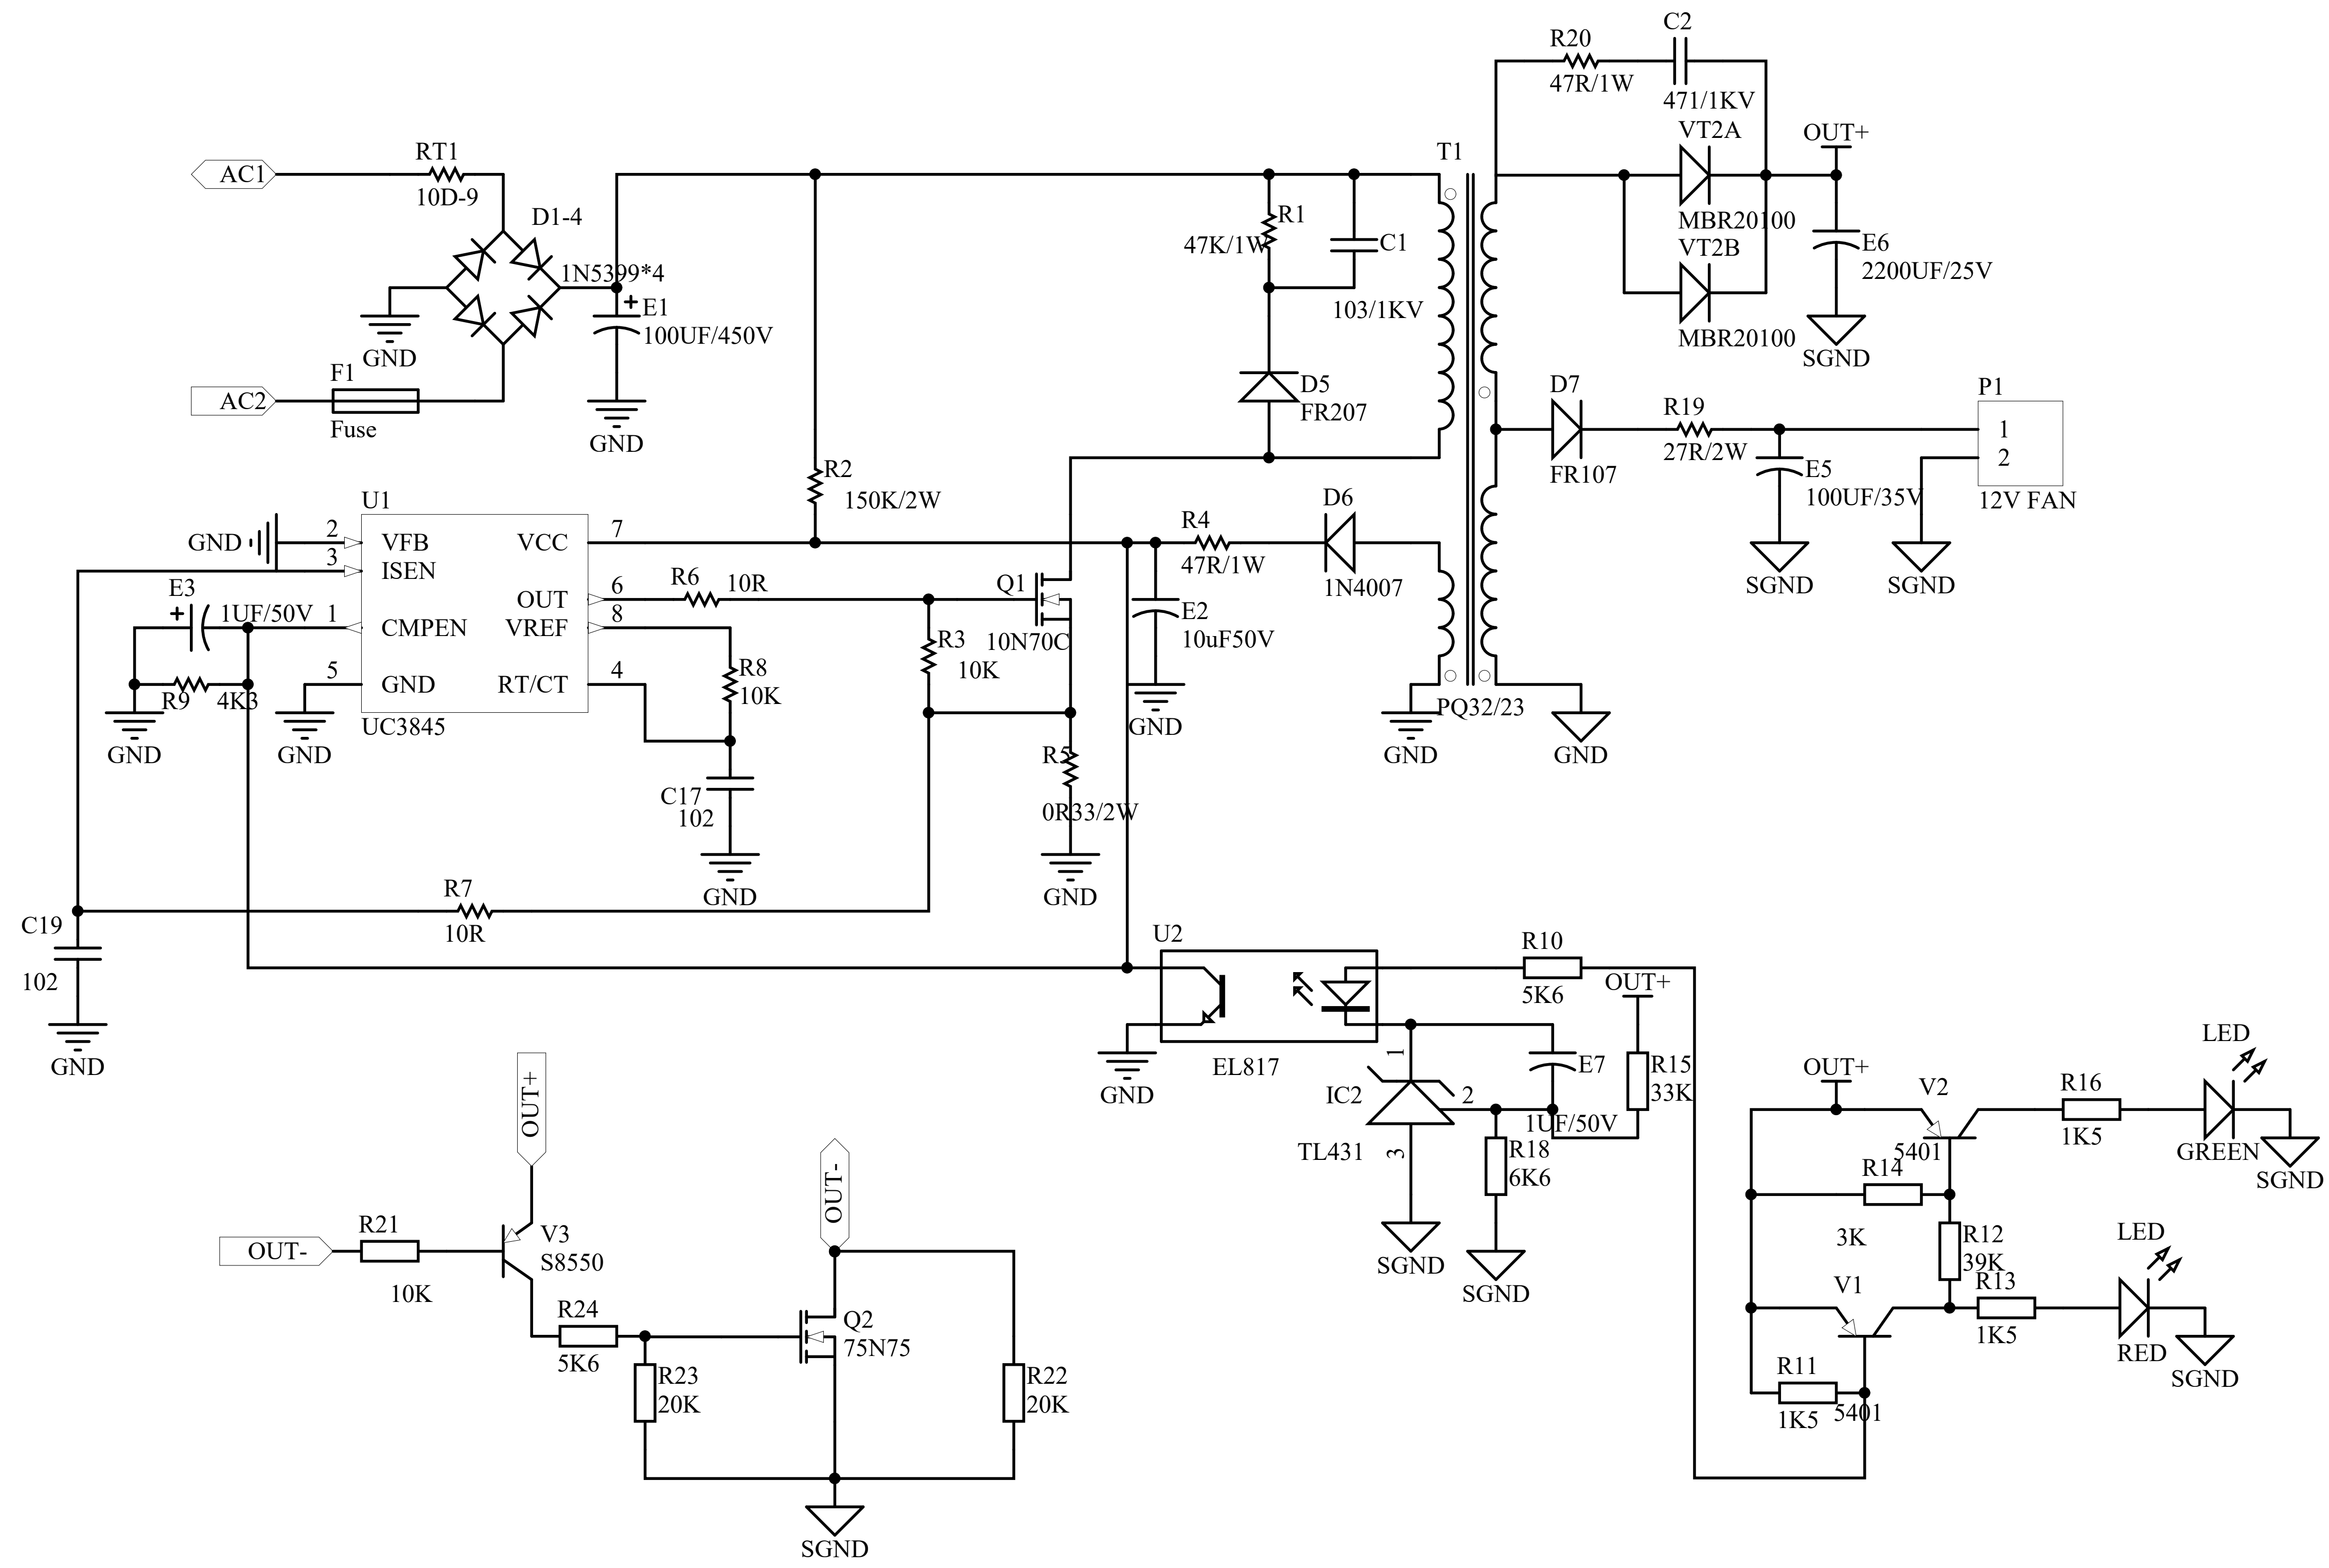 R20
47R/1W
C2
471/1KV
VT2A
MBR20100
VT2B
MBR20100
OUT+
E6
2200UF/25V
SGND
T1
AC1
RT1
10D-9
D1-4
1N5399*4
GND
E1
100UF/450V
GND
AC2
F1
Fuse
R1
47K/1W
C1
103/1KV
D5
FR207
D7
FR107
R19
27R/2W
E5
100UF/35V
SGND
P1
1
2
12V FAN
SGND
R2
150K/2W
U1
GND
2
VFB
3
ISEN
1
CMPEN
5
GND
VCC
7
OUT
6
VREF
8
RT/CT
4
UC3845
E3
1UF/50V
R9
4K3
GND
GND
R6
10R
R3
10K
R8
10K
C17
102
GND
Q1
10N70C
R5
0R33/2W
GND
R4
47R/1W
D6
1N4007
E2
10uF50V
GND
GND
PQ32/23
GND
R7
10R
C19
102
GND
U2
EL817
GND
R10
5K6
OUT+
R15
33K
E7
1UF/50V
IC2
TL431
1
2
3
R18
6K6
SGND
SGND
OUT+
V2
5401
R16
1K5
LED
GREEN
SGND
R14
3K
R12
39K
V1
5401
R13
1K5
LED
RED
SGND
R11
1K5
OUT+
OUT-
R21
10K
V3
S8550
R24
5K6
R23
20K
OUT-
Q2
75N75
R22
20K
SGND